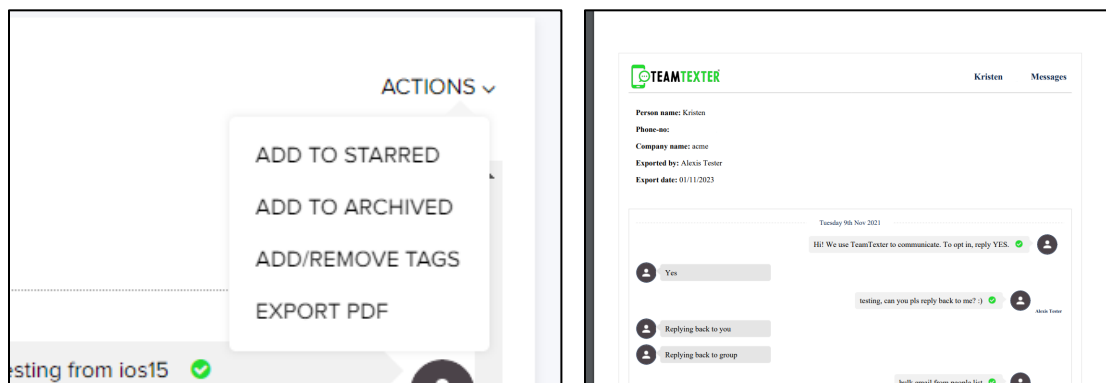 ACTIONS
ADD TO STARRED
ADD TO ARCHIVED
ADD/REMOVE TAGS
EXPORT PDF
esting from ios15
TEAMTEXTER
Kristen Messages
Person name: Kristen
Phone-no:
Company name: acme
Exported by: Alexis Tester
Export date: 01/11/2023
Tuesday 9th Nov 2021
Hi! We use TeamTexter to communicate. To opt in, reply YES.
Yes
testing, can you pls reply back to me? :)
Alexis Tester
Replying back to you
Replying back to group
bulk email from people list